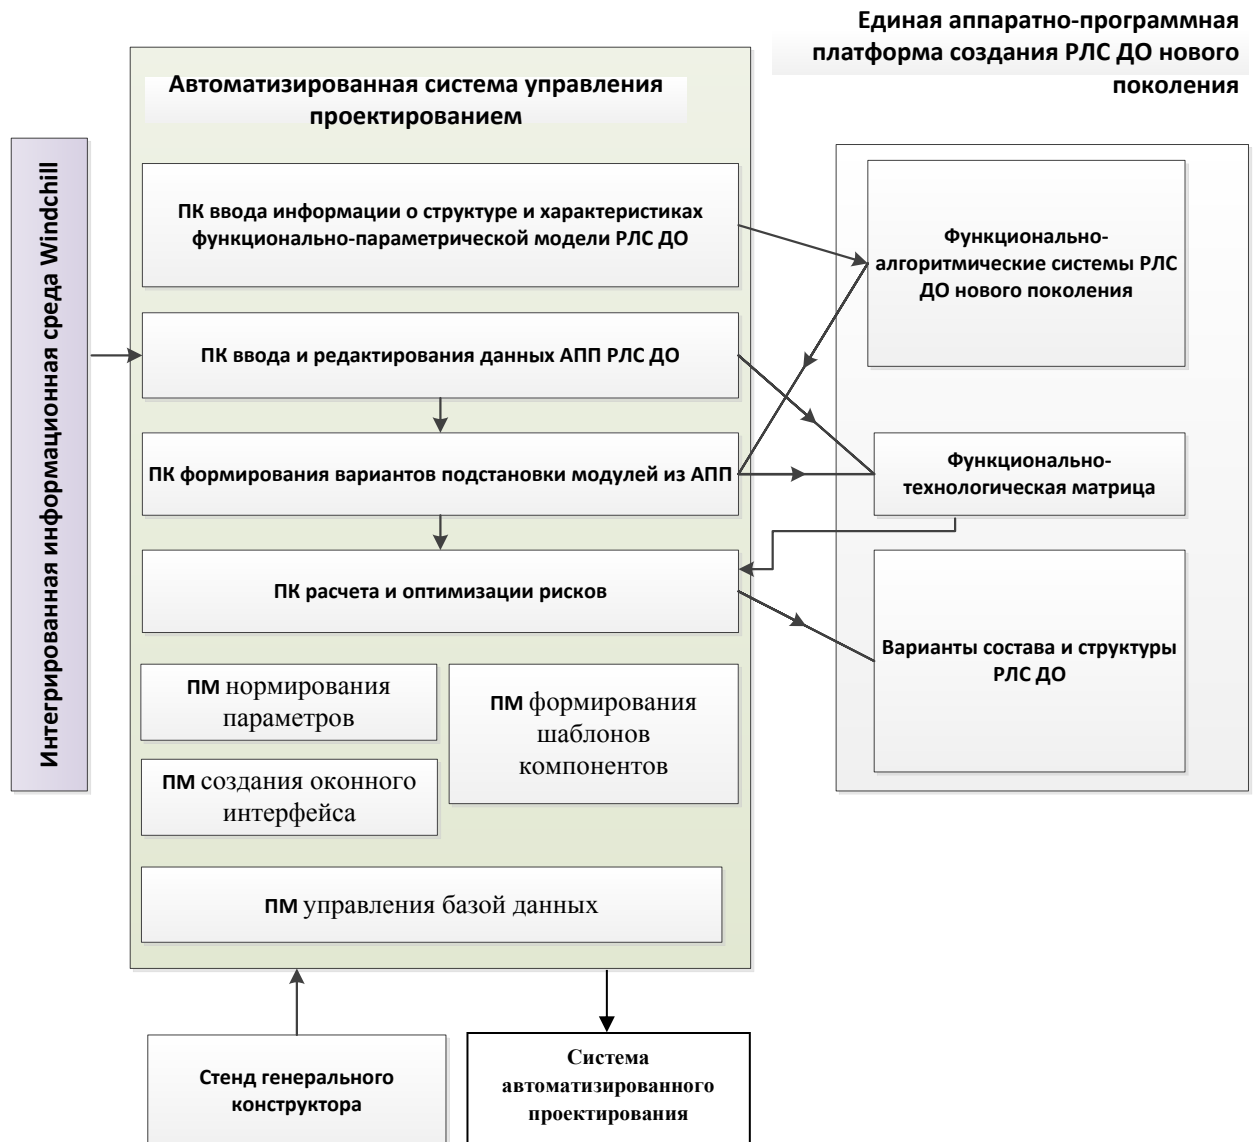 Единая аппаратно-программная
платформа создания РЛС ДО нового
поколения
Автоматизированная система управления
проектированием
Интегрированная информационная среда Windchill
ПК ввода информации о структуре и характеристиках
функционально-параметрической модели РЛС ДО
ПК ввода и редактирования данных АПП РЛС ДО
ПК формирования вариантов подстановки модулей из АПП
ПК расчета и оптимизации рисков
ПМ нормирования
параметров
ПМ формирования
шаблонов
компонентов
ПМ создания оконного
интерфейса
ПМ управления базой данных
Функционально-
алгоритмические системы РЛС
ДО нового поколения
Функционально-
технологическая матрица
Варианты состава и структуры
РЛС ДО
Стенд генерального
конструктора
Система
автоматизированного
проектирования